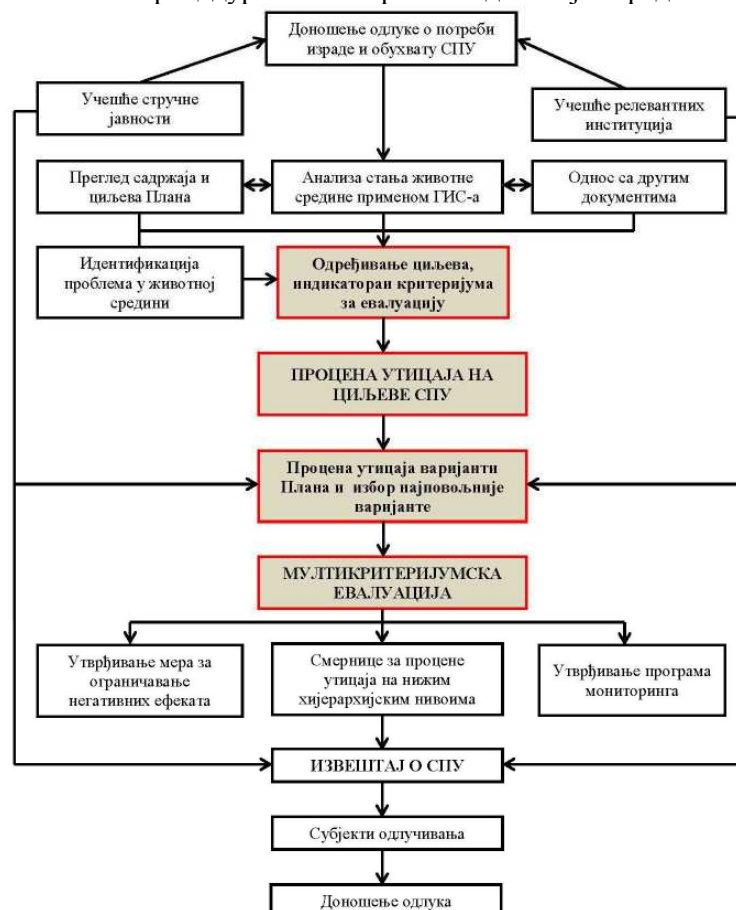 Доношење одлуке о потреби
израде и обухвату СПУ
Учешће стручне
јавности
Учешће релевантних
институција
Преглед садржаја и
циљева Плана
Анализа стања животне
средине применом ГИС-а
Однос са другим
документима
Идентификација
проблема у животној
средини
Одређивање циљева,
индикатораи критеријума
за евалуацију
ПРОЦЕНА УТИЦАЈА НА
ЦИЉЕВЕ СПУ
Процена утицаја варијанти
Плана и избор најповољније
варијанте
МУЛТИКРИТЕРИЈУМСКА
ЕВАЛУАЦИЈА
Утврђивање мера за
ограничавање
негативних ефеката
Смернице за процене
утицаја на нижим
хијерархијским нивоима
Утврђивање програма
мониторинга
ИЗВЕШТАЈ О СПУ
Субјекти одлучивања
Доношење одлука